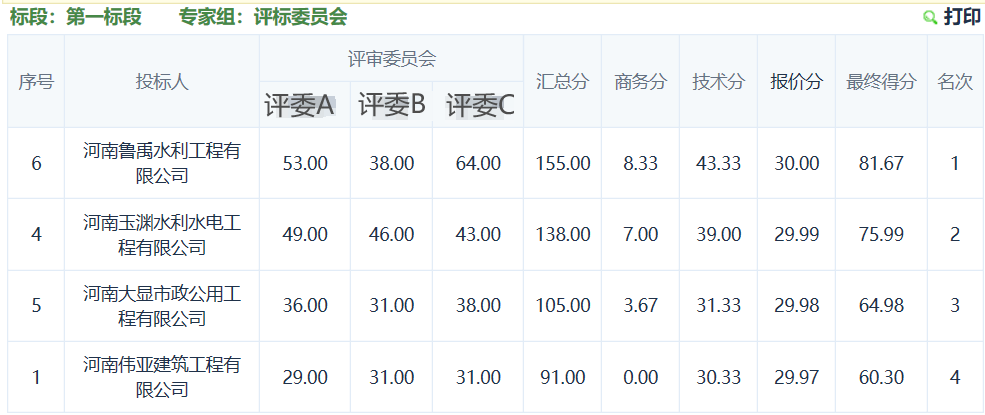 标段：第一标段 专家组：评标委员会 打印
序号 投标人 评审委员会 汇总分 商务分 技术分 报价分 最终得分 名次
评委A 评委B 评委C
6 河南鲁禹水利工程有 53.00 38.00 64.00 155.00 8.33 43.33 30.00 81.67 1
限公司
4 河南玉渊水利水电工 49.00 46.00 43.00 138.00 7.00 39.00 29.99 75.99 2
程有限公司
5 河南大显市政公用工 36.00 31.00 38.00 105.00 3.67 31.33 29.98 64.98 3
程有限公司
1 河南伟亚建筑工程有 29.00 31.00 31.00 91.00 0.00 30.33 29.97 60.30 4
限公司